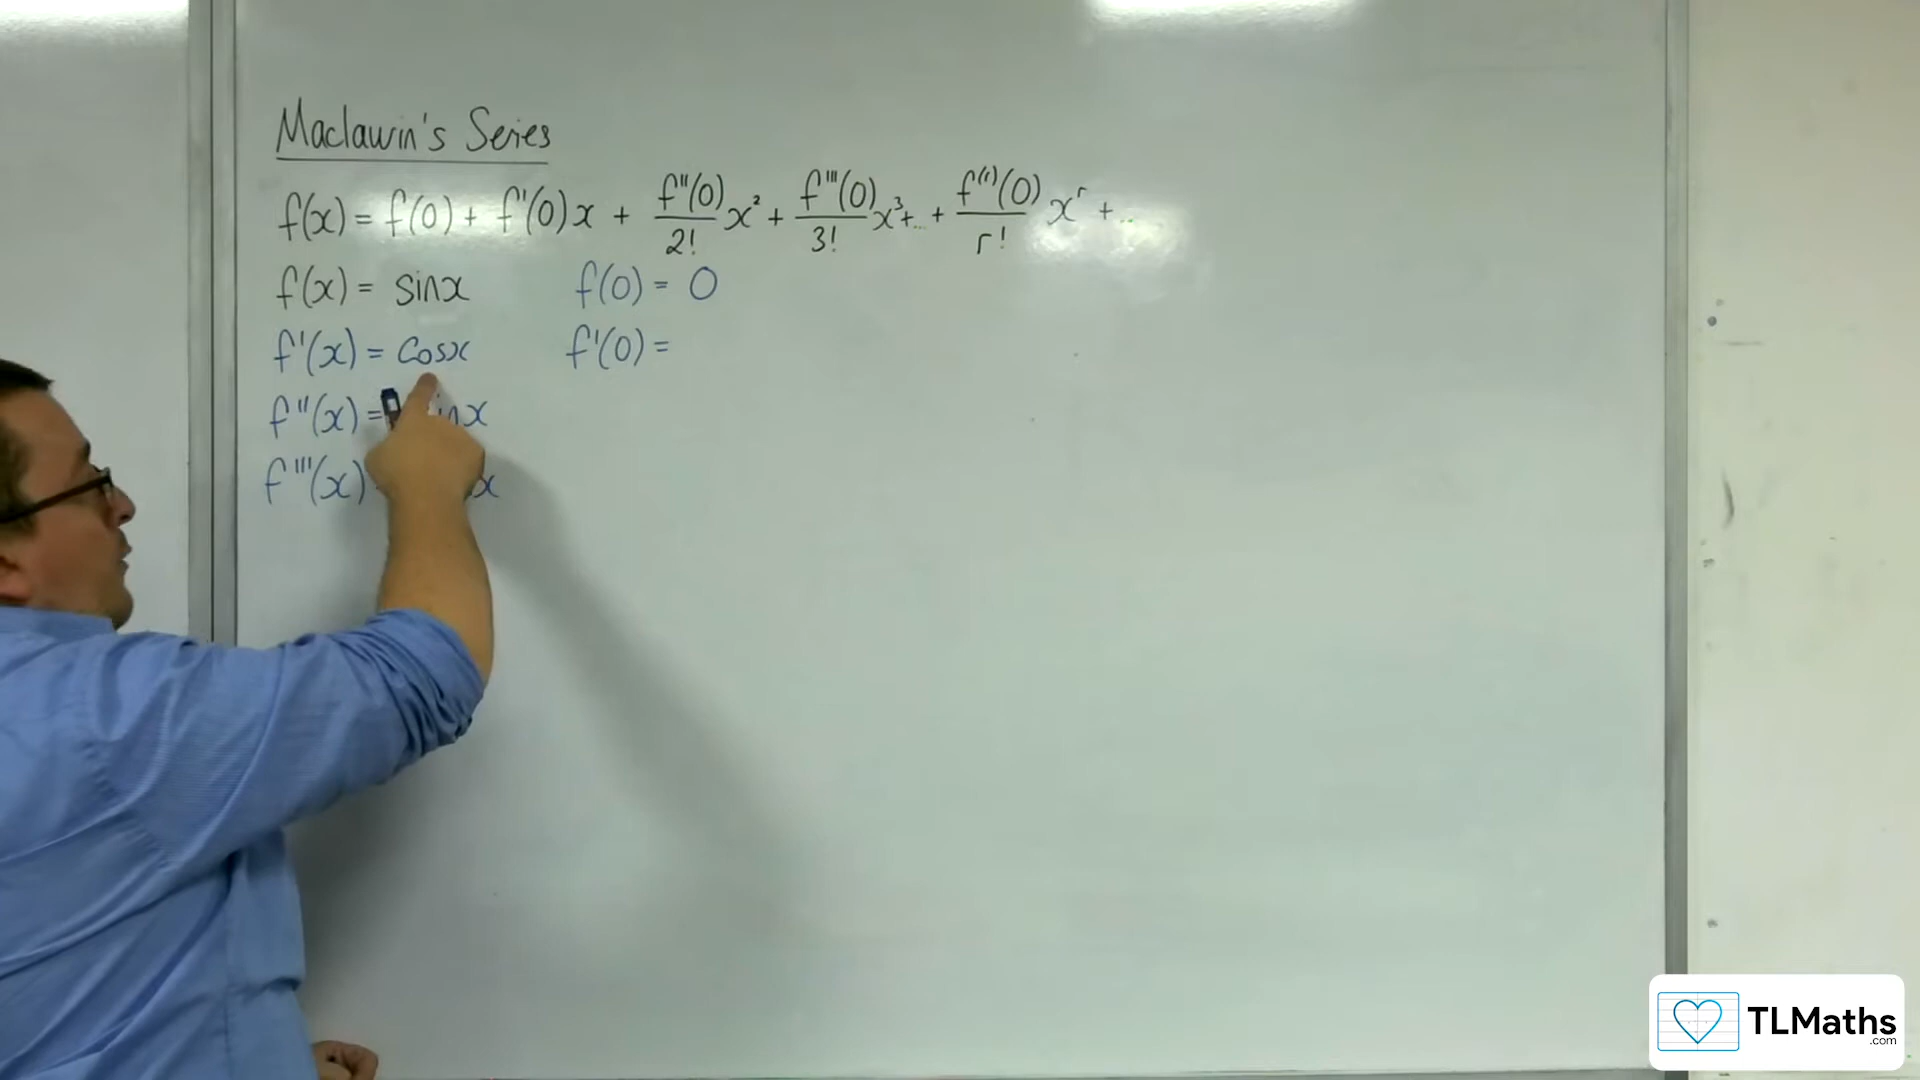 Maclaurin's Series
f(x) = f(0) + f'(0)x + f''(0)/2! x² + f'''(0)/3! x³+... + f⁽ʳ⁾(0)/r! xʳ + ...
f(x) = sinx f(0) = 0
f'(x) = cosx f'(0) =
f''(x) = inx
f'''(x) x
TLMaths
.com